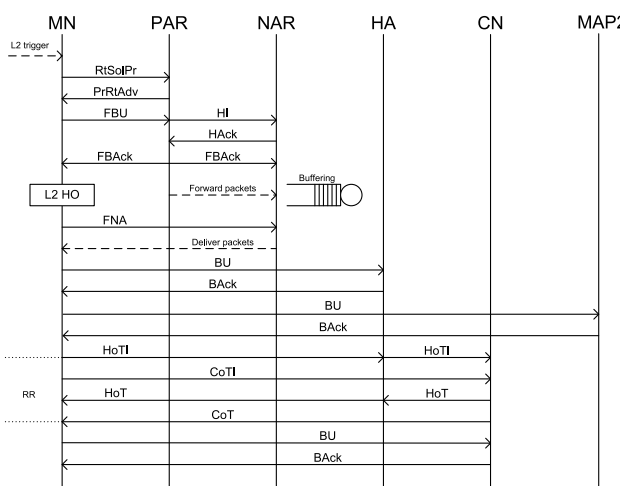 MN PAR NAR HA CN MAP2
L2 trigger
RtSolPr
PrRtAdv
FBU HI
HAck
FBAck FBAck
Buffering
L2 HO Forward packets
FNA
Deliver packets
BU
BAck
BU
BAck
HoTI HoTI
CoTI
RR HoT HoT
CoT
BU
BAck